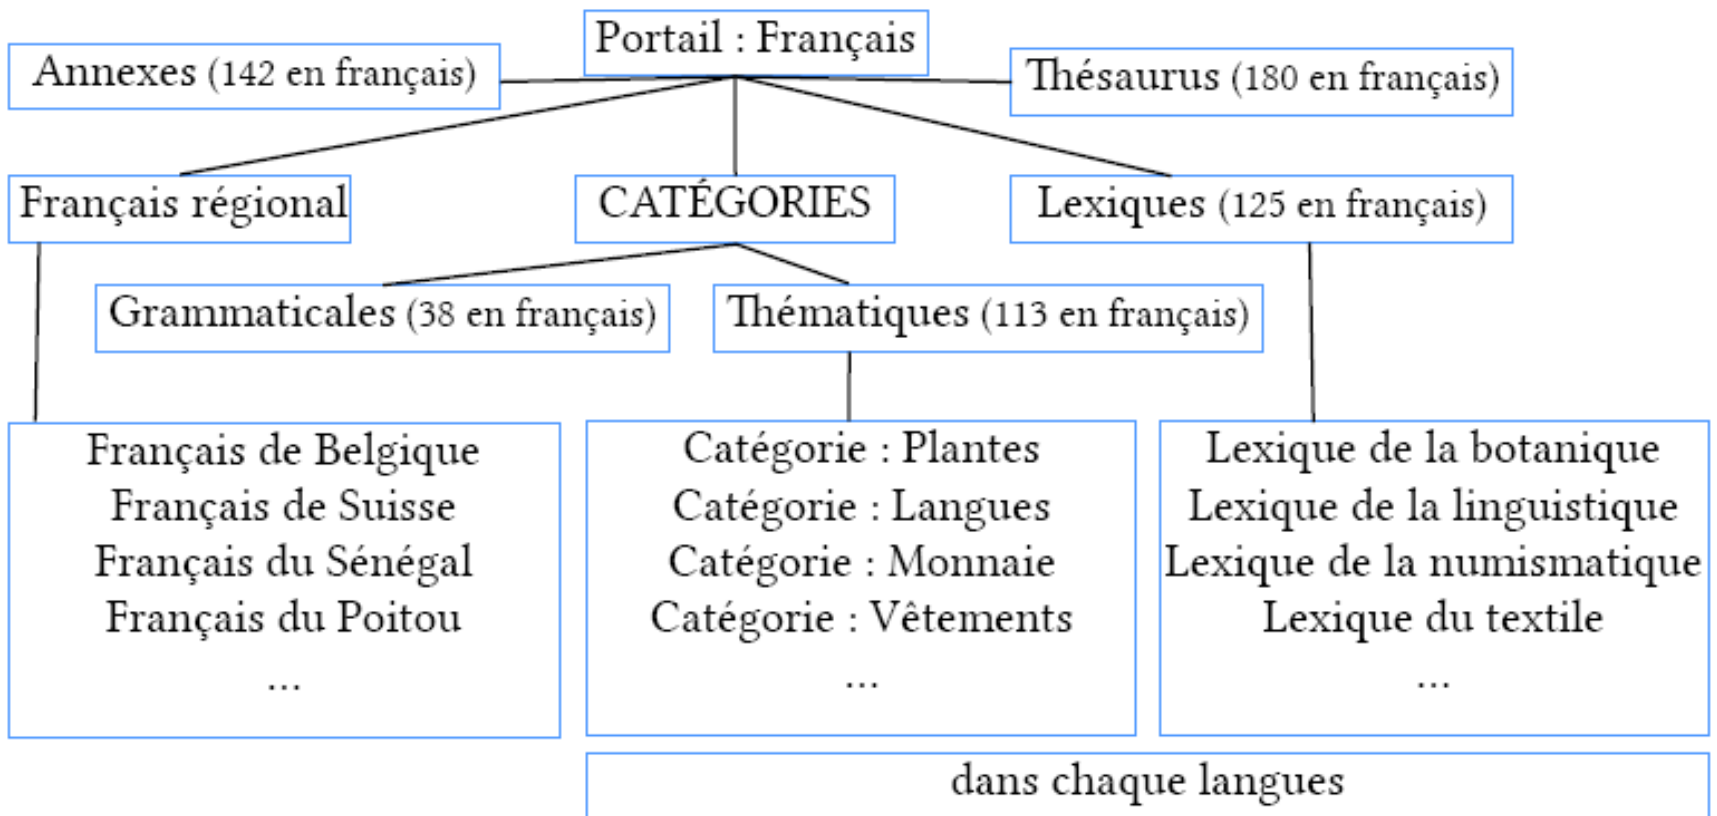 Portail : Français
Annexes (142 en français)
Thésaurus (180 en français)
Français régional
CATÉGORIES
Lexiques (125 en français)
Grammaticales (38 en français)
Thématiques (113 en français)
Français de Belgique
Français de Suisse
Français du Sénégal
Français du Poitou
...
Catégorie : Plantes
Catégorie : Langues
Catégorie : Monnaie
Catégorie : Vêtements
...
Lexique de la botanique
Lexique de la linguistique
Lexique de la numismatique
Lexique du textile
...
dans chaque langues